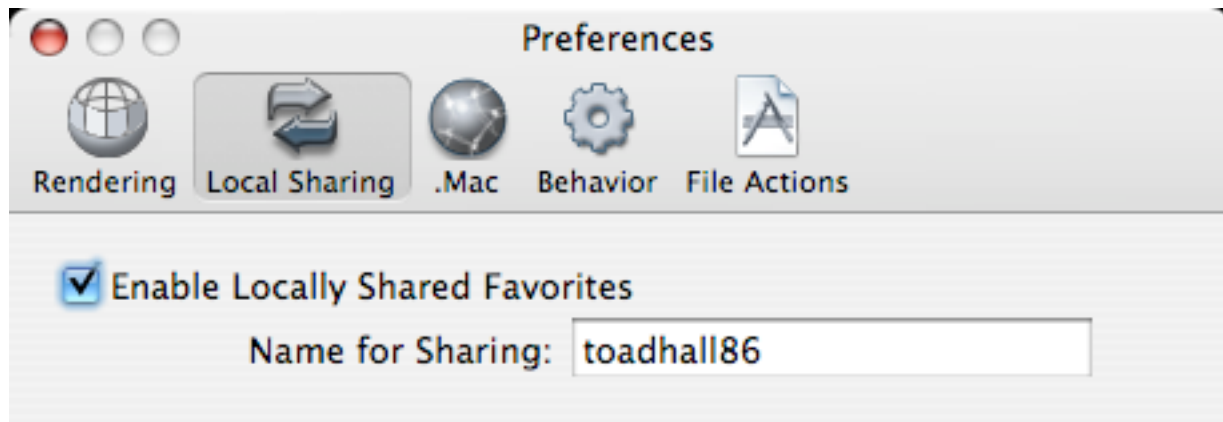 Preferences
Rendering Local Sharing .Mac Behavior File Actions
Enable Locally Shared Favorites
Name for Sharing: toadhall86